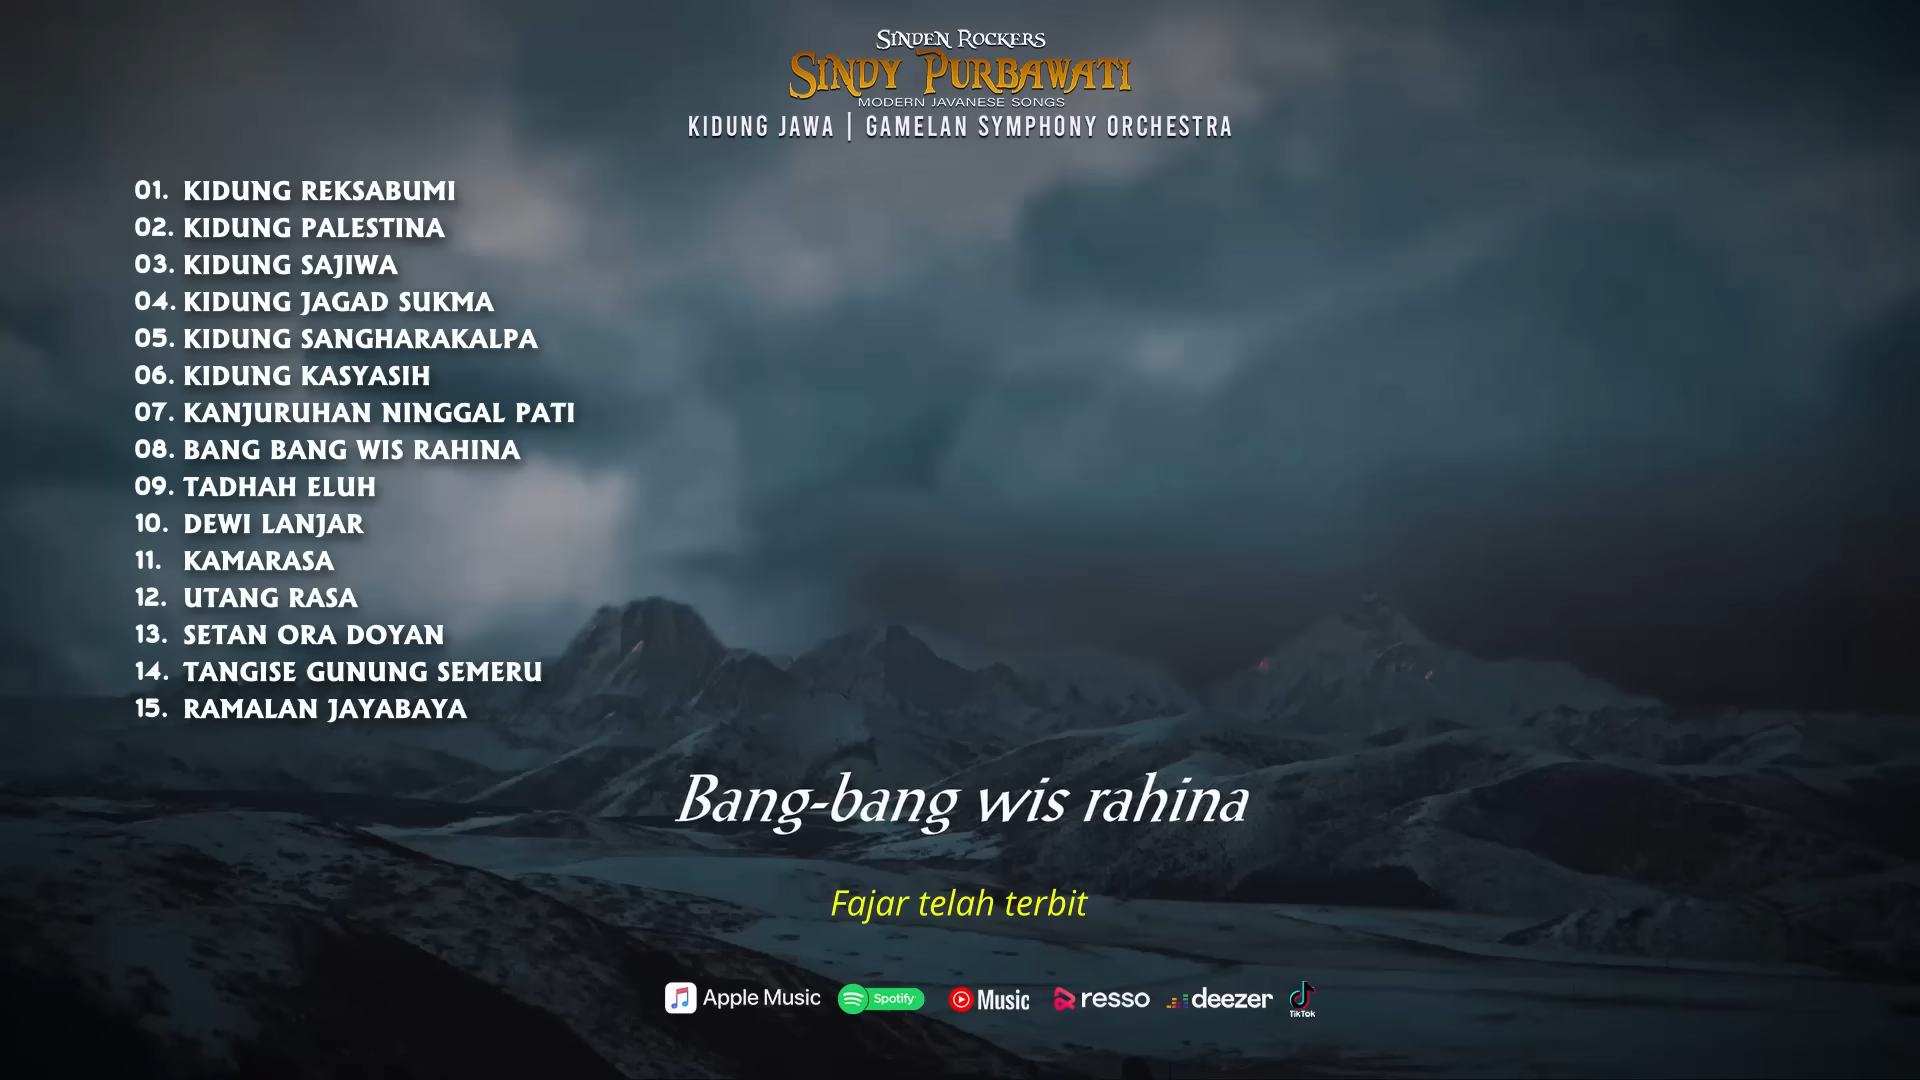 SINDEN ROCKERS
SINDY PURBAWATI
MODERN JAVANESE SONGS
KIDUNG JAWA | GAMELAN SYMPHONY ORCHESTRA
01. KIDUNG REKSABUMI
02. KIDUNG PALESTINA
03. KIDUNG SAJIWA
04. KIDUNG JAGAD SUKMA
05. KIDUNG SANGHARAKALPA
06. KIDUNG KASYASIH
07. KANJURUHAN NINGGAL PATI
08. BANG BANG WIS RAHINA
09. TADHAH ELUH
10. DEWI LANJAR
11. KAMARASA
12. UTANG RASA
13. SETAN ORA DOYAN
14. TANGISE GUNUNG SEMERU
15. RAMALAN JAYABAYA
Bang-bang wis rahina
Fajar telah terbit
Apple Music Spotify Music resso deezer TikTok